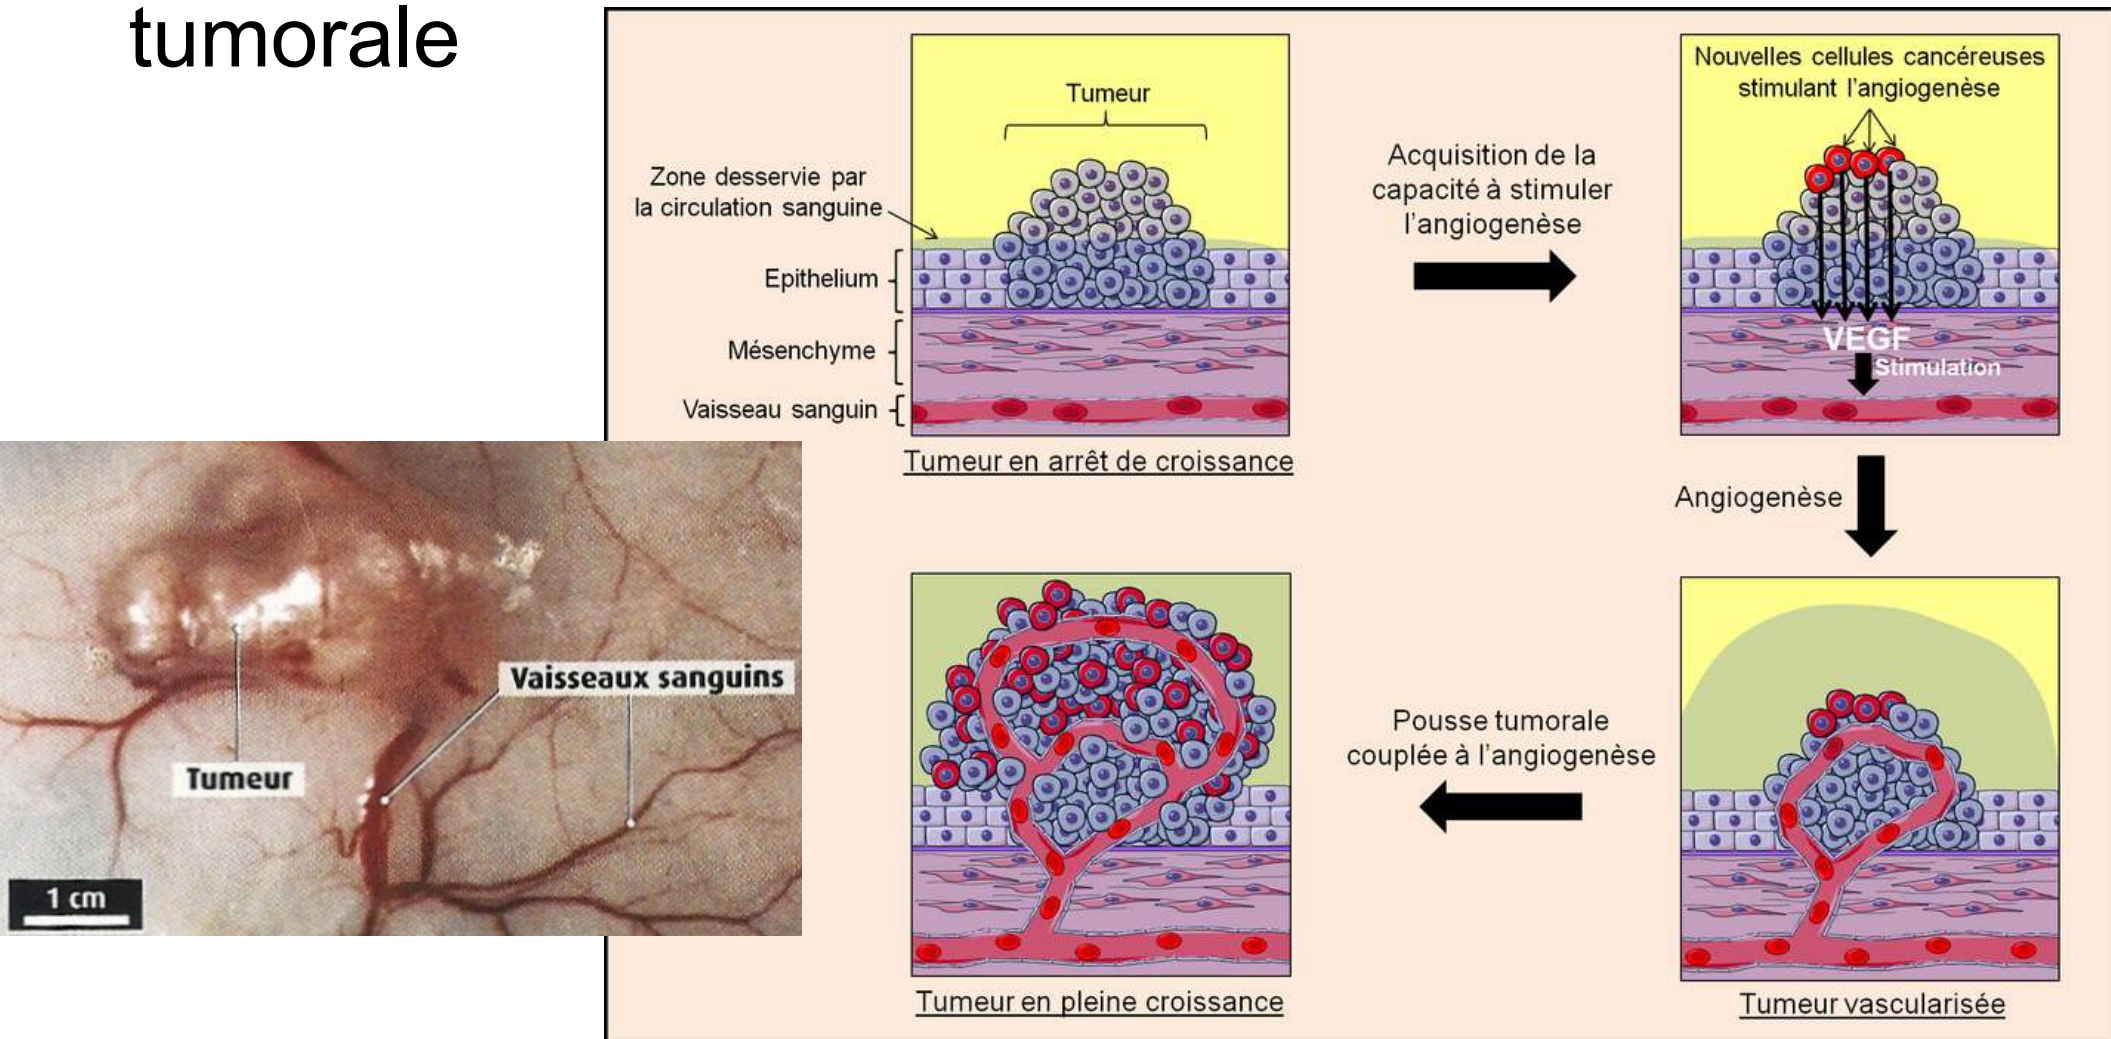 tumorale
Tumeur
Zone desservie par
la circulation sanguine
Epithelium
Mésenchyme
Vaisseau sanguin
Tumeur en arrêt de croissance
Acquisition de la
capacité à stimuler
l'angiogenèse
Nouvelles cellules cancéreuses
stimulant l'angiogenèse
VEGF
Stimulation
Angiogenèse
Tumeur vascularisée
Pousse tumorale
couplée à l'angiogenèse
Tumeur en pleine croissance
Vaisseaux sanguins
Tumeur
1 cm